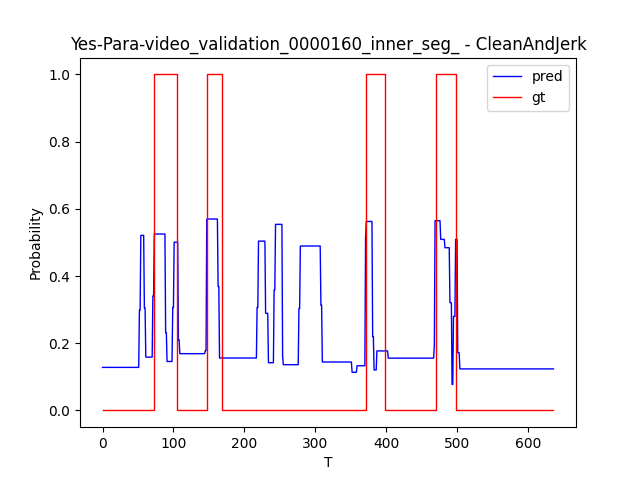 Yes-Para-video_validation_0000160_inner_seg_ - CleanAndJerk
pred
gt
1.0
0.8
0.6
0.4
0.2
0.0
Probability
0 100 200 300 400 500 600
T